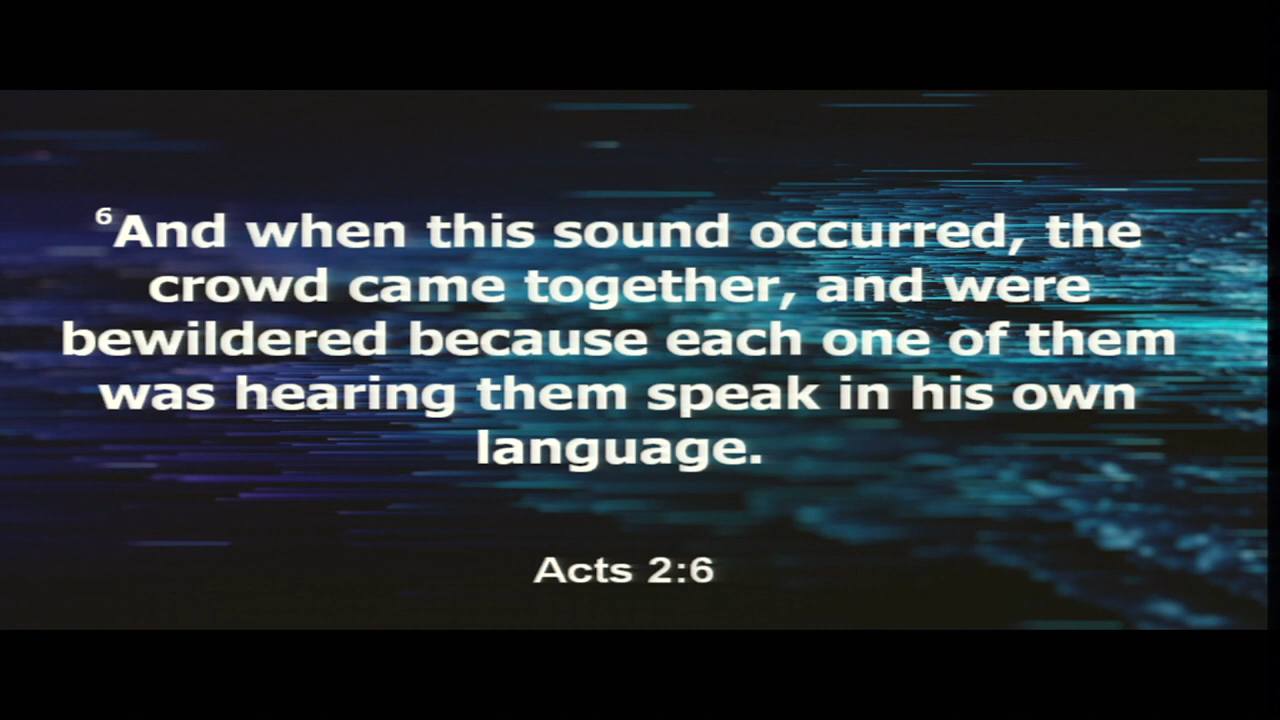 ⁶And when this sound occurred, the
crowd came together, and were
bewildered because each one of them
was hearing them speak in his own
language.
Acts 2:6